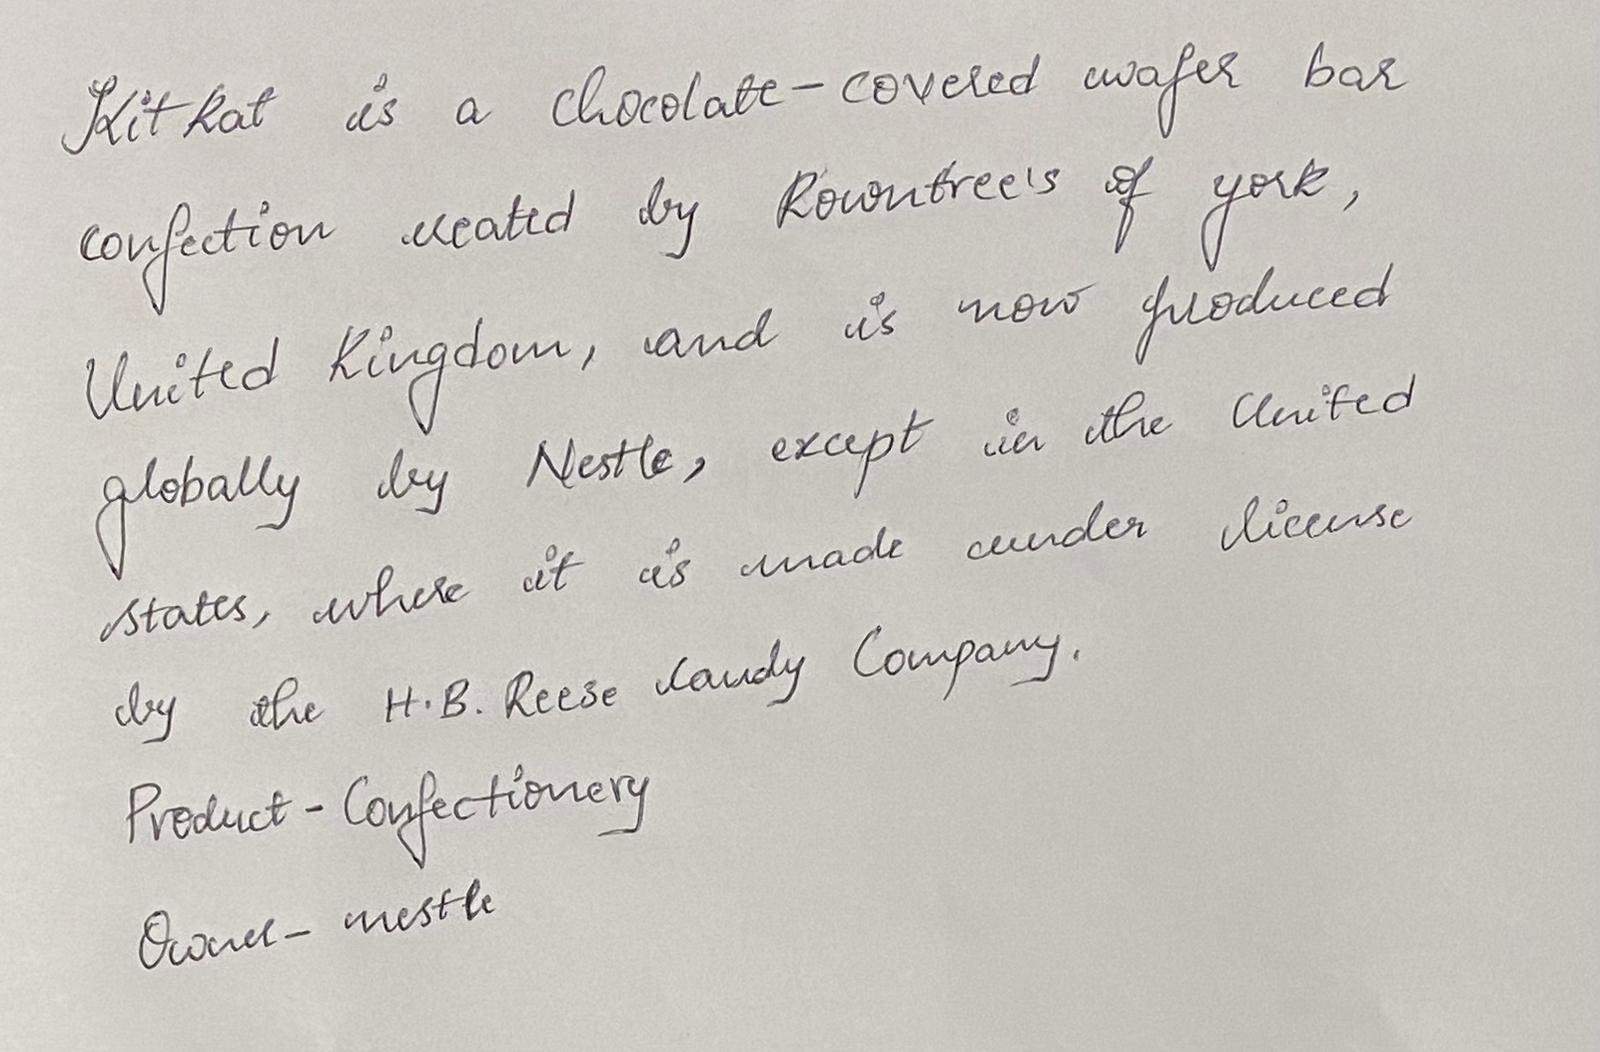 Kit kat is a chocolate-covered wafer bar
confection created by Rowntree's of york,
United Kingdom, and is now produced
globally by Nestle, except in the United
states, where it is made under license
by the H.B. Reese Candy Company.
Product - Confectionery
Owner - nestle